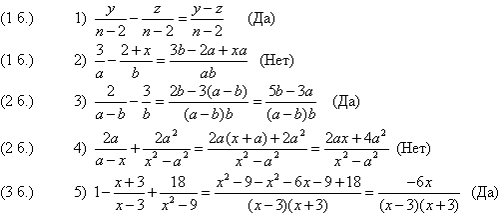 (1 б.) 1) y/(n−2) − z/(n−2) = (y−z)/(n−2) (Да)
(1 б.) 2) 3/a − (2+x)/b = (3b−2a+xa)/ab (Нет)
(2 б.) 3) 2/(a−b) − 3/b = (2b−3(a−b))/((a−b)b) = (5b−3a)/((a−b)b) (Да)
(2 б.) 4) 2a/(a−x) + 2a²/(x²−a²) = (2a(x+a)+2a²)/(x²−a²) = (2ax+4a²)/(x²−a²) (Нет)
(3 б.) 5) 1 − (x+3)/(x−3) + 18/(x²−9) = (x²−9−x²−6x−9+18)/((x−3)(x+3)) = −6x/((x−3)(x+3)) (Да)